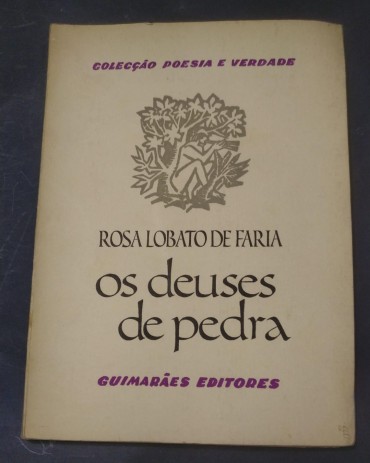 COLECÇÃO POESIA E VERDADE
ROSA LOBATO DE FARIA
os deuses
de pedra
GUIMARÃES EDITORES